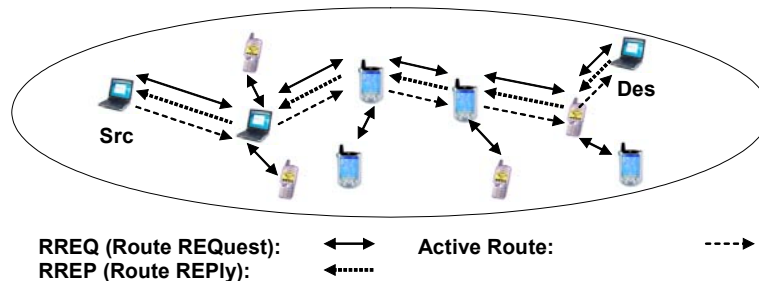 Src
Des
RREQ (Route REQuest): Active Route:
RREP (Route REPly):